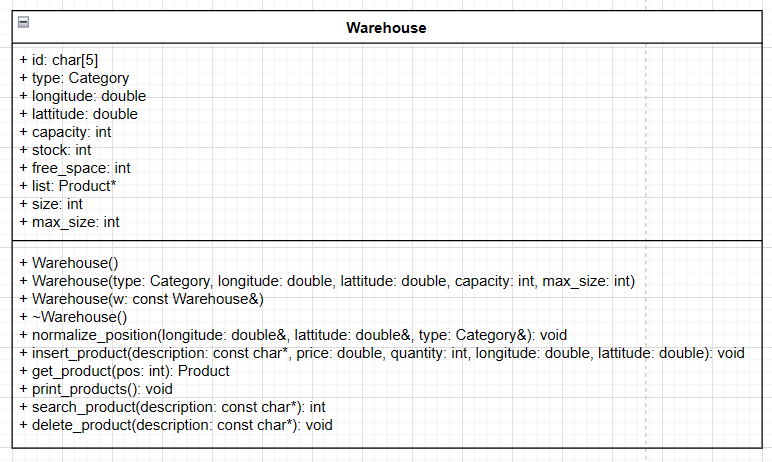 Warehouse
+ id: char[5]
+ type: Category
+ longitude: double
+ lattitude: double
+ capacity: int
+ stock: int
+ free_space: int
+ list: Product*
+ size: int
+ max_size: int
+ Warehouse()
+ Warehouse(type: Category, longitude: double, lattitude: double, capacity: int, max_size: int)
+ Warehouse(w: const Warehouse&)
+ ~Warehouse()
+ normalize_position(longitude: double&, lattitude: double&, type: Category&): void
+ insert_product(description: const char*, price: double, quantity: int, longitude: double, lattitude: double): void
+ get_product(pos: int): Product
+ print_products(): void
+ search_product(description: const char*): int
+ delete_product(description: const char*): void